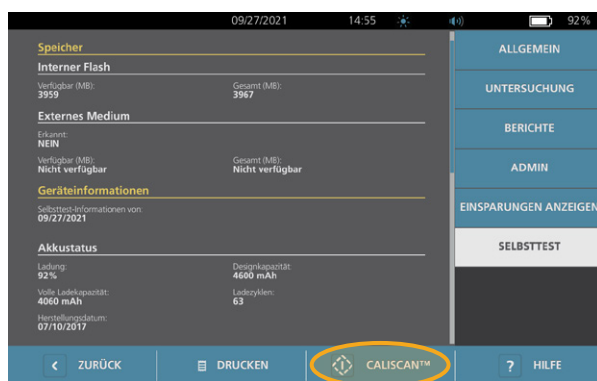 09/27/2021 14:55 92%
Speicher
Interner Flash
Verfügbar (MB): Gesamt (MB):
3959 3967
Externes Medium
Erkannt:
NEIN
Verfügbar (MB): Gesamt (MB):
Nicht verfügbar Nicht verfügbar
Geräteinformationen
Selbsttest-Informationen von:
09/27/2021
Akkustatus
Ladung: Designkapazität
92% 4600 mAh
Volle Ladekapazität: Ladezyklen:
4060 mAh 63
Herstellungsdatum:
07/10/2017
ALLGEMEIN
UNTERSUCHUNG
BERICHTE
ADMIN
EINSPARUNGEN ANZEIGEN
SELBSTTEST
ZURÜCK DRUCKEN CALISCAN™ ? HILFE